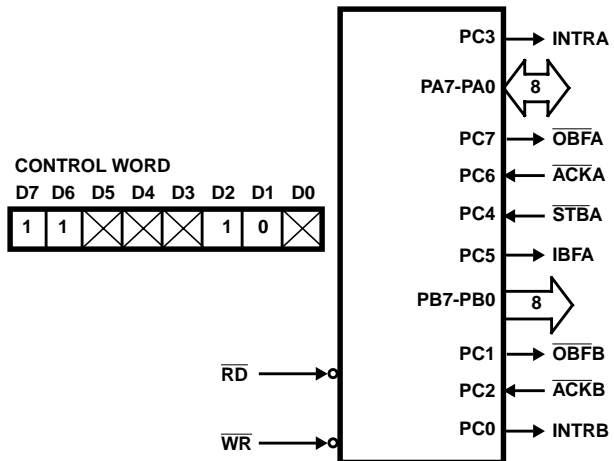 PC3 INTRA
PA7-PA0 8
PC7 OBFA
CONTROL WORD
PC6 ACKA
D7 D6 D5 D4 D3 D2 D1 D0
PC4 STBA
1 1 1 0
PC5 IBFA
PB7-PB0 8
PC1 OBFB
RD
PC2 ACKB
PC0 INTRB
WR